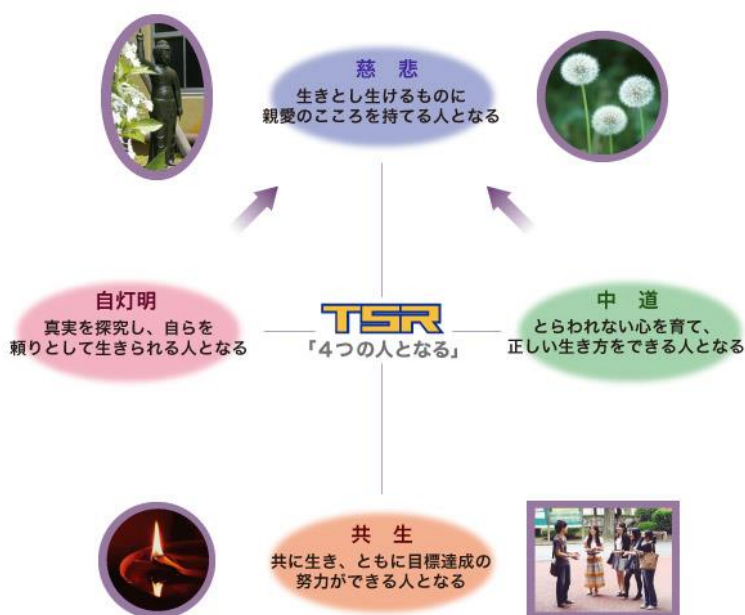 慈 悲
生きとし生けるものに
親愛のこころを持てる人となる
自灯明
真実を探究し、自らを
頼りとして生きられる人となる
TSR
「4つの人となる」
中 道
とらわれない心を育て、
正しい生き方をできる人となる
共 生
共に生き、ともに目標達成の
努力ができる人となる